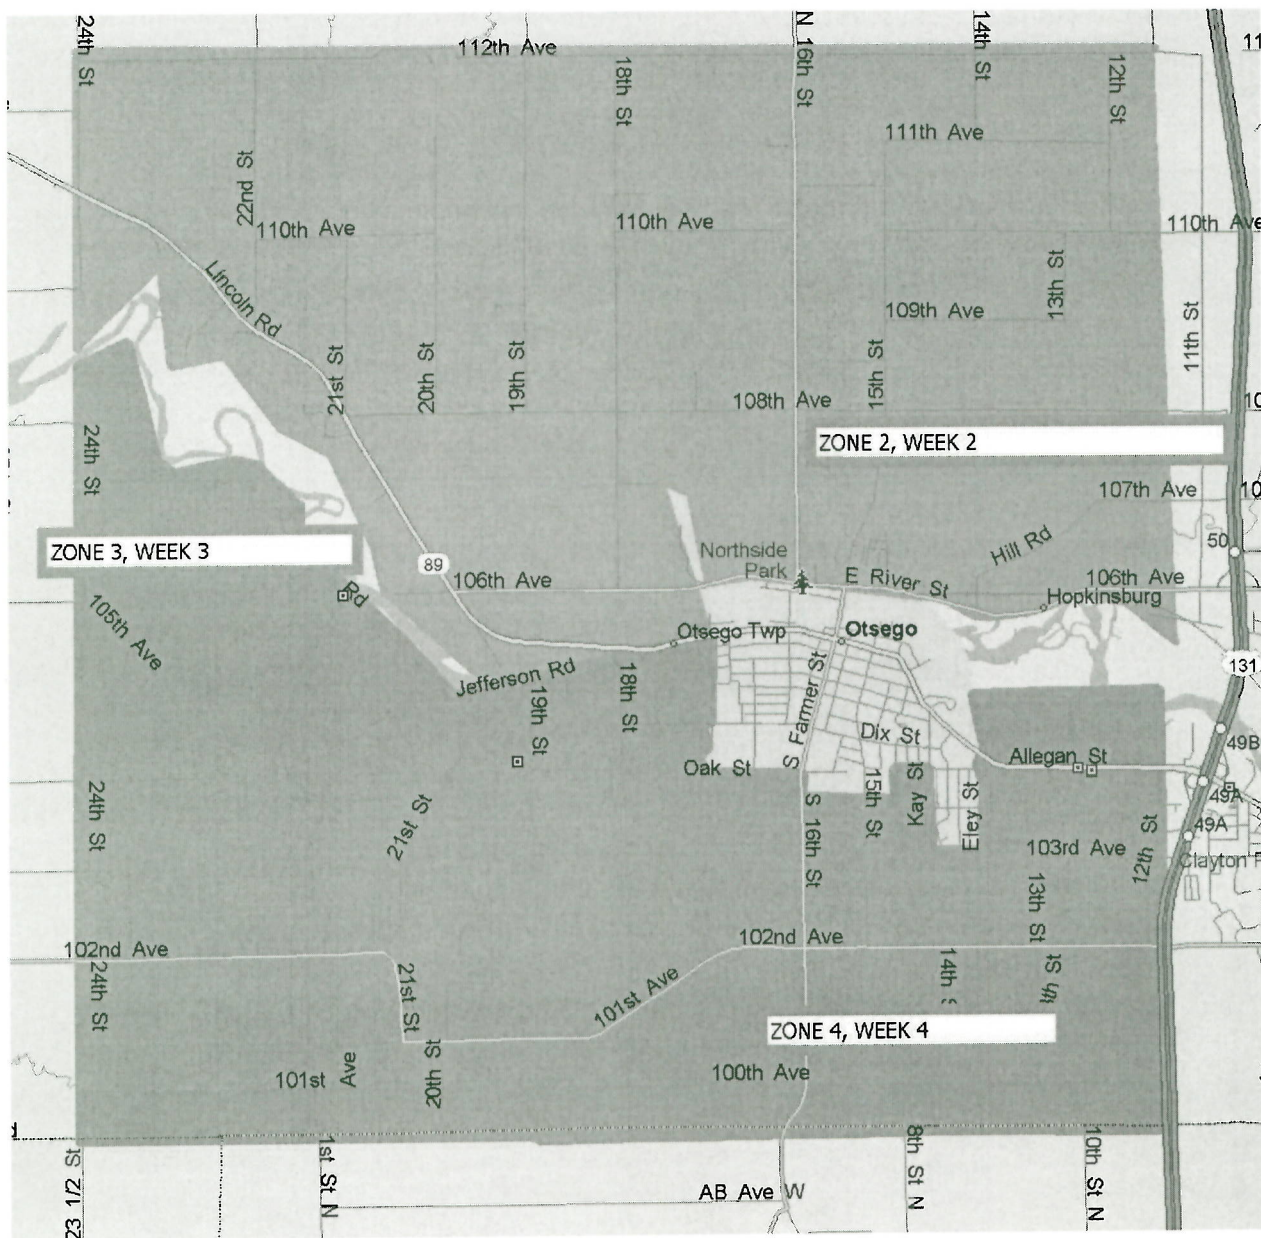 24th St
112th Ave
N 16th St
14th St
18th St
12th St
111th Ave
22nd St
110th Ave
110th Ave
110th Ave
Lincoln Rd
13th St
109th Ave
11th St
21st St
20th St
19th St
15th St
108th Ave
24th St
ZONE 2, WEEK 2
107th Ave
ZONE 3, WEEK 3
89
Northside
Park
Hill Rd
50
106th Ave
E River St
106th Ave
Rd
Hopkinsburg
105th Ave
Otsego Twp
Otsego
131
Jefferson Rd
18th St
19th St
S Farmer St
Dix St
49B
Oak St
Allegan St
24th St
21st St
15th St
Kay St
Eley St
49A
49A
S 16th St
103rd Ave
12th St
Clayton
13th St
102nd Ave
102nd Ave
24th St
21st St
101st Ave
14th
ZONE 4, WEEK 4
101st Ave
20th St
100th Ave
23 1/2 St
1st St N
8th St N
10th St N
AB Ave W